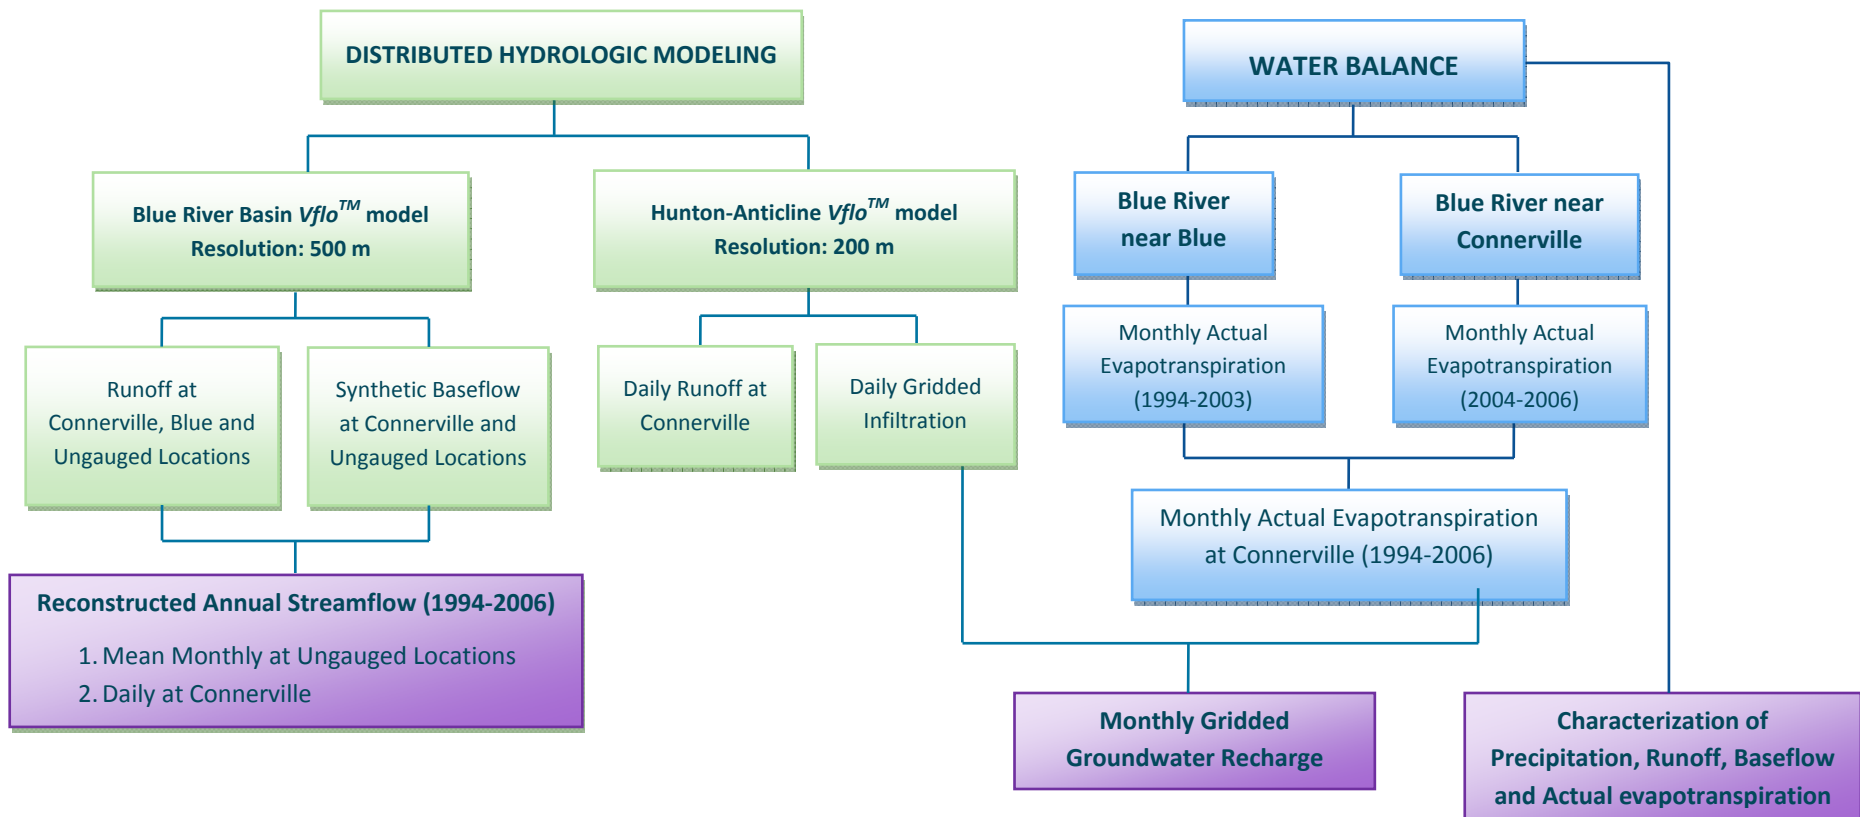 DISTRIBUTED HYDROLOGIC MODELING
WATER BALANCE
Blue River Basin Vflo™ model
Resolution: 500 m
Hunton-Anticline Vflo™ model
Resolution: 200 m
Blue River
near Blue
Blue River near
Connerville
Runoff at
Connerville, Blue and
Ungauged Locations
Synthetic Baseflow
at Connerville and
Ungauged Locations
Daily Runoff at
Connerville
Daily Gridded
Infiltration
Monthly Actual
Evapotranspiration
(1994-2003)
Monthly Actual
Evapotranspiration
(2004-2006)
Monthly Actual Evapotranspiration
at Connerville (1994-2006)
Reconstructed Annual Streamflow (1994-2006)
1. Mean Monthly at Ungauged Locations
2. Daily at Connerville
Monthly Gridded
Groundwater Recharge
Characterization of
Precipitation, Runoff, Baseflow
and Actual evapotranspiration